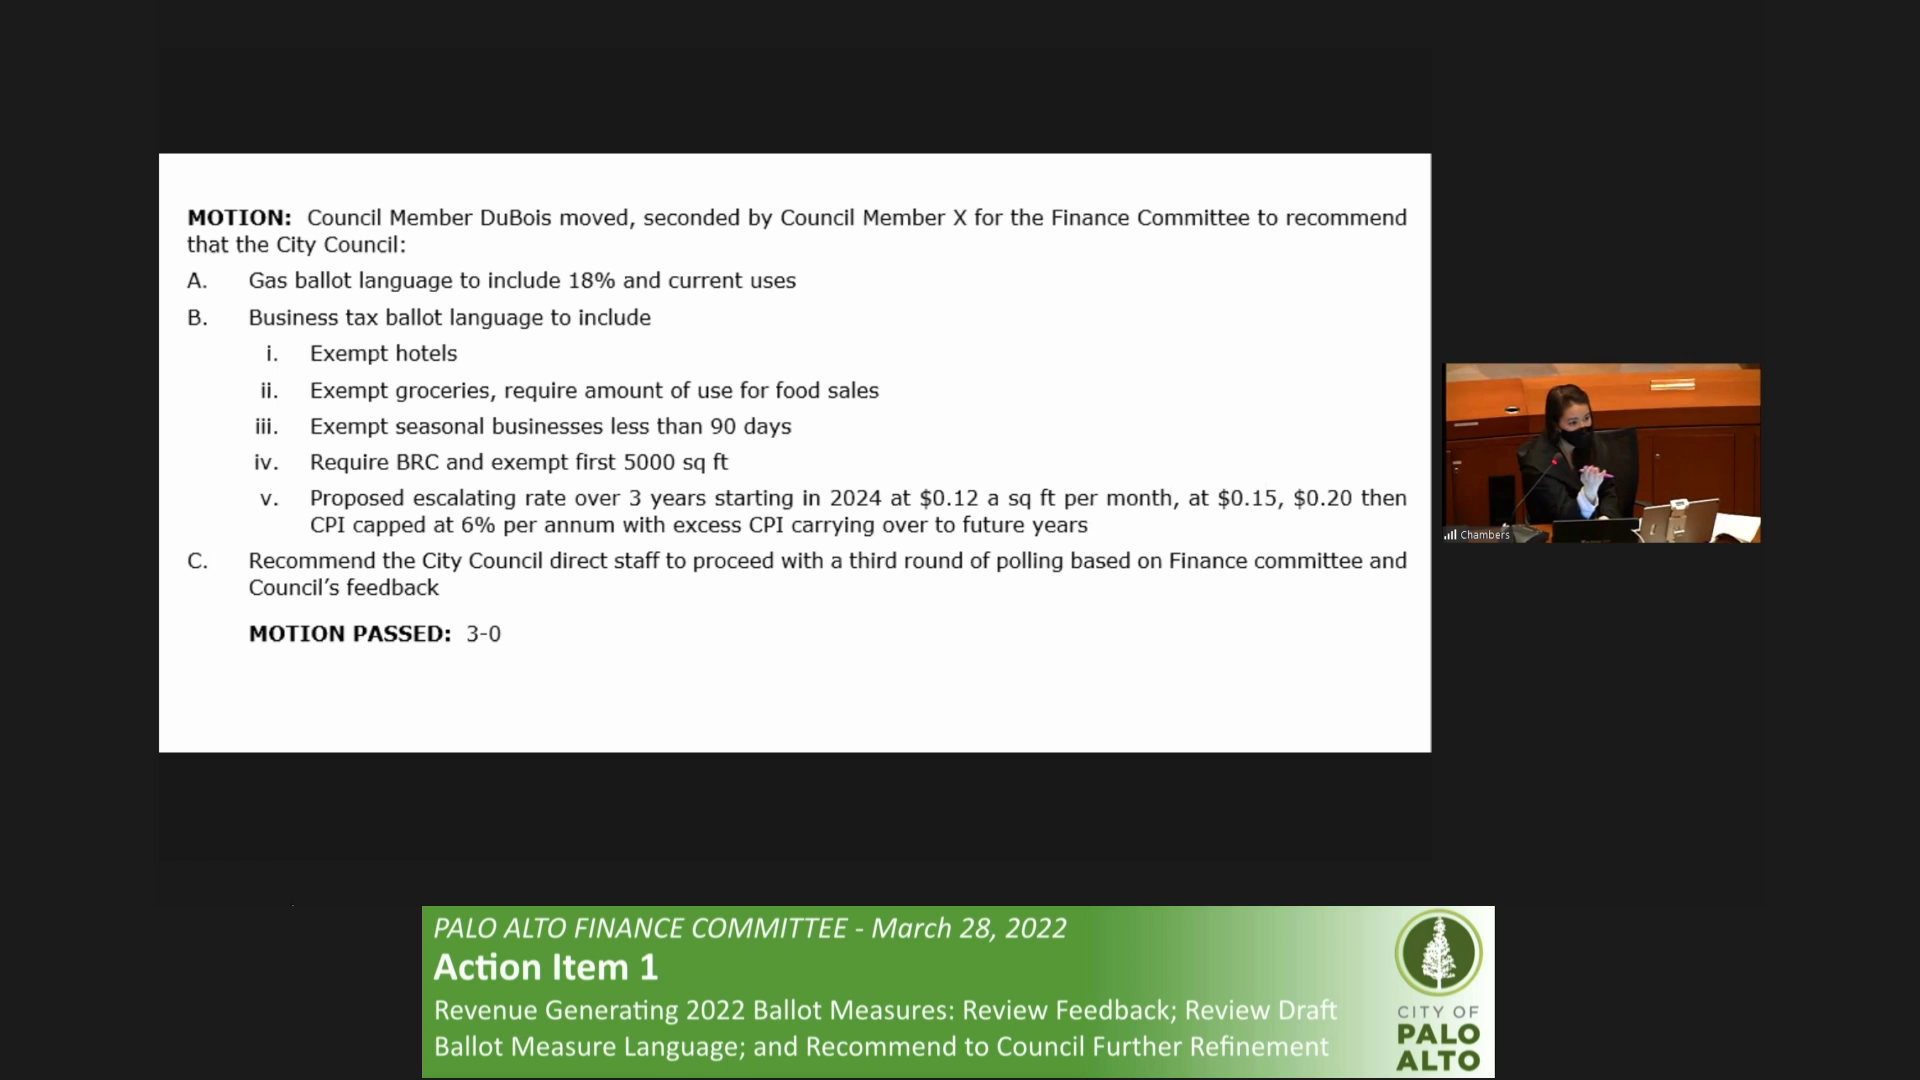 MOTION: Council Member DuBois moved, seconded by Council Member X for the Finance Committee to recommend
that the City Council:
A. Gas ballot language to include 18% and current uses
B. Business tax ballot language to include
i. Exempt hotels
ii. Exempt groceries, require amount of use for food sales
iii. Exempt seasonal businesses less than 90 days
iv. Require BRC and exempt first 5000 sq ft
v. Proposed escalating rate over 3 years starting in 2024 at $0.12 a sq ft per month, at $0.15, $0.20 then
CPI capped at 6% per annum with excess CPI carrying over to future years
C. Recommend the City Council direct staff to proceed with a third round of polling based on Finance committee and
Council's feedback
MOTION PASSED: 3-0
Chambers
PALO ALTO FINANCE COMMITTEE - March 28, 2022
Action Item 1
Revenue Generating 2022 Ballot Measures: Review Feedback; Review Draft
Ballot Measure Language; and Recommend to Council Further Refinement
CITY OF
PALO
ALTO